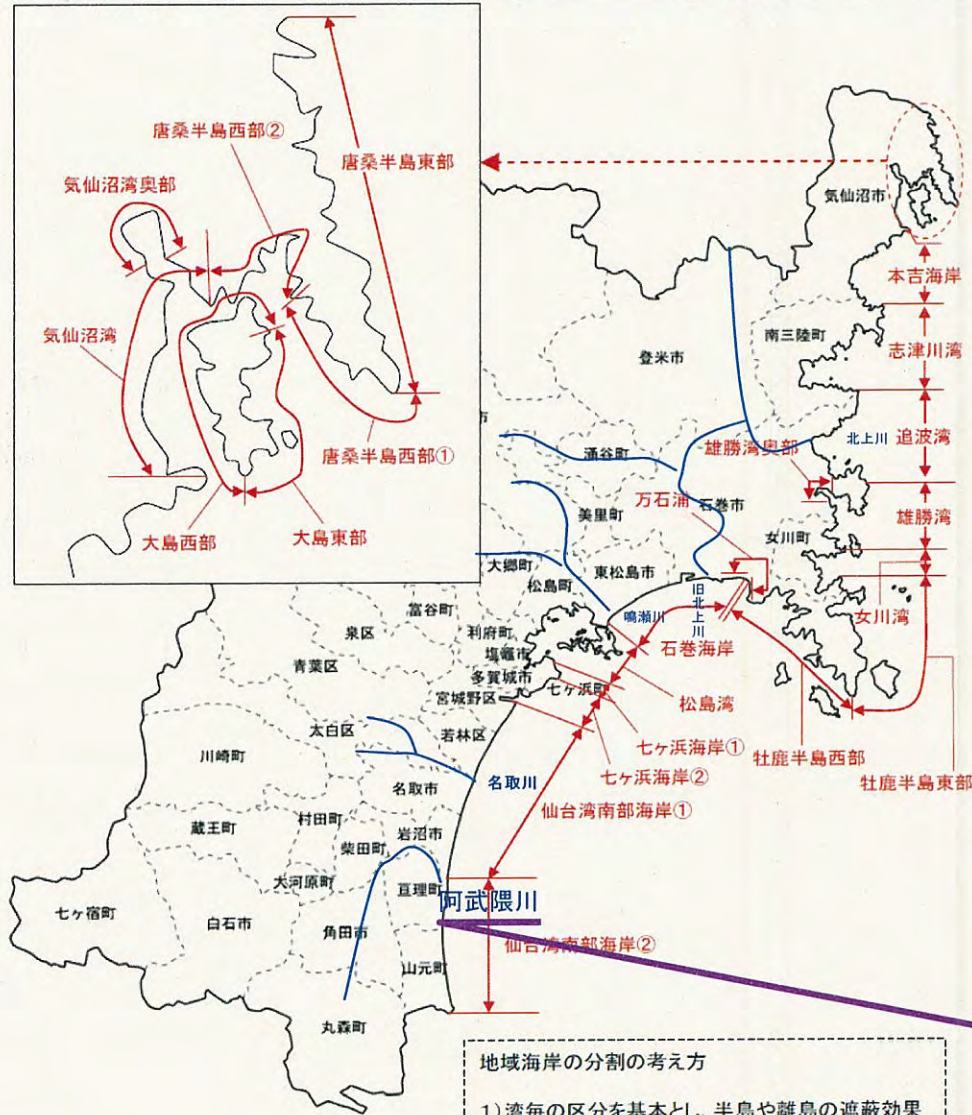 唐桑半島西部②
唐桑半島東部
気仙沼湾奥部
気仙沼湾
唐桑半島西部①
大島西部
大島東部
気仙沼市
本吉海岸
南三陸町
志津川湾
登米市
北上川
追波湾
雄勝湾奥部
涌谷町
万石浦
石巻市
雄勝湾
美里町
女川町
大郷町
東松島市
松島町
旧北上川
女川湾
富谷町
鳴瀬川
泉区
利府町
石巻海岸
塩竈市
青葉区
多賀城市
七ヶ浜町
宮城野区
松島湾
太白区
若林区
七ヶ浜海岸①
牡鹿半島西部
川崎町
七ヶ浜海岸②
牡鹿半島東部
名取川
名取市
仙台湾南部海岸①
村田町
蔵王町
岩沼市
柴田町
大河原町
亘理町
阿武隈川
七ヶ宿町
白石市
角田市
仙台湾南部海岸②
山元町
丸森町
地域海岸の分割の考え方
1)湾毎の区分を基本とし、半島や離島の遮蔽効果